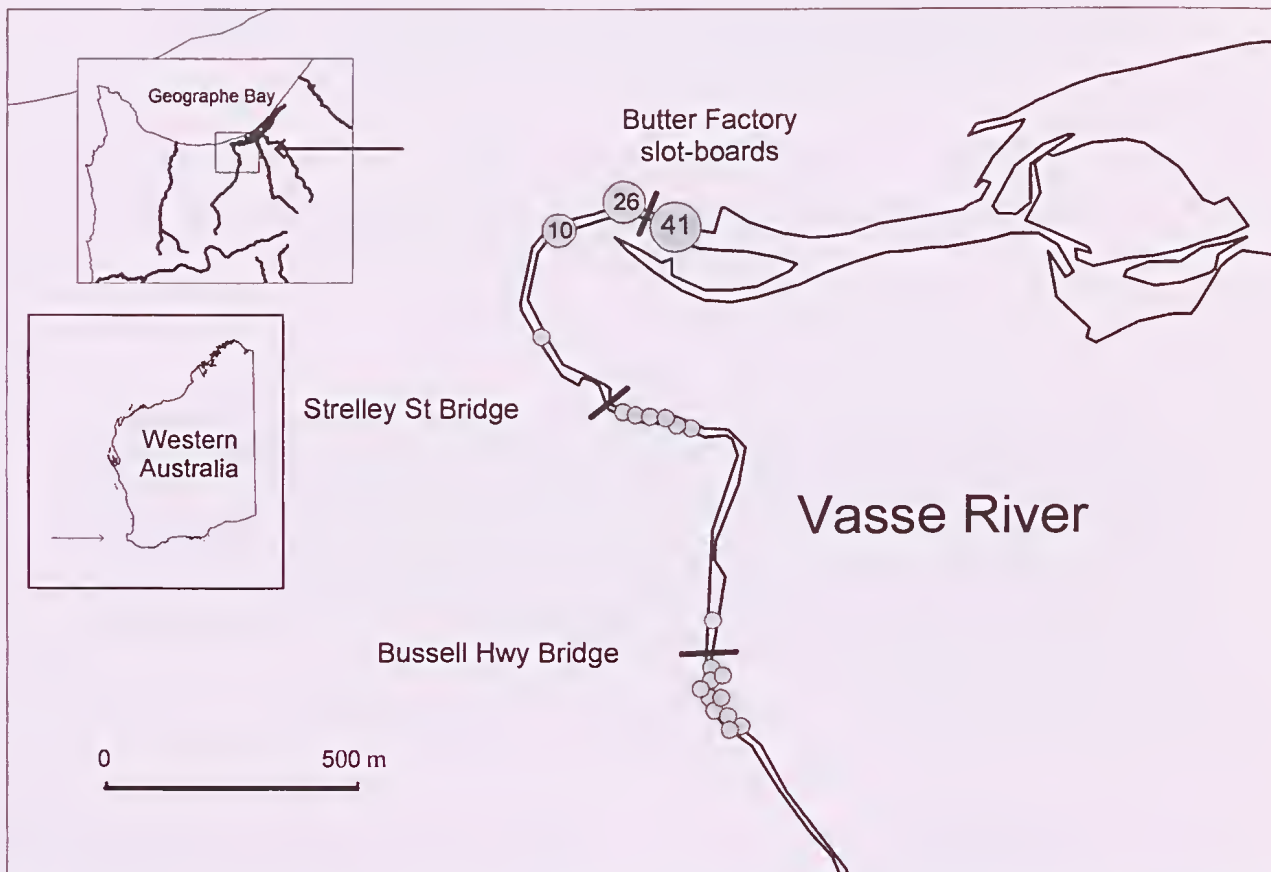 Geographe Bay
Butter Factory
slot-boards
26
41
10
Western
Australia
Strelley St Bridge
Vasse River
Bussell Hwy Bridge
0 500 m